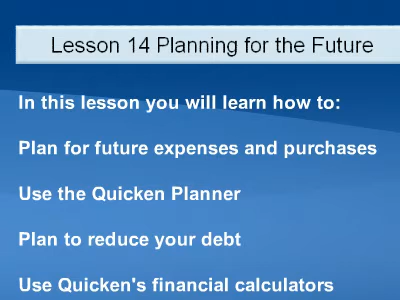 Lesson 14 Planning for the Future
In this lesson you will learn how to:
Plan for future expenses and purchases
Use the Quicken Planner
Plan to reduce your debt
Use Quicken's financial calculators